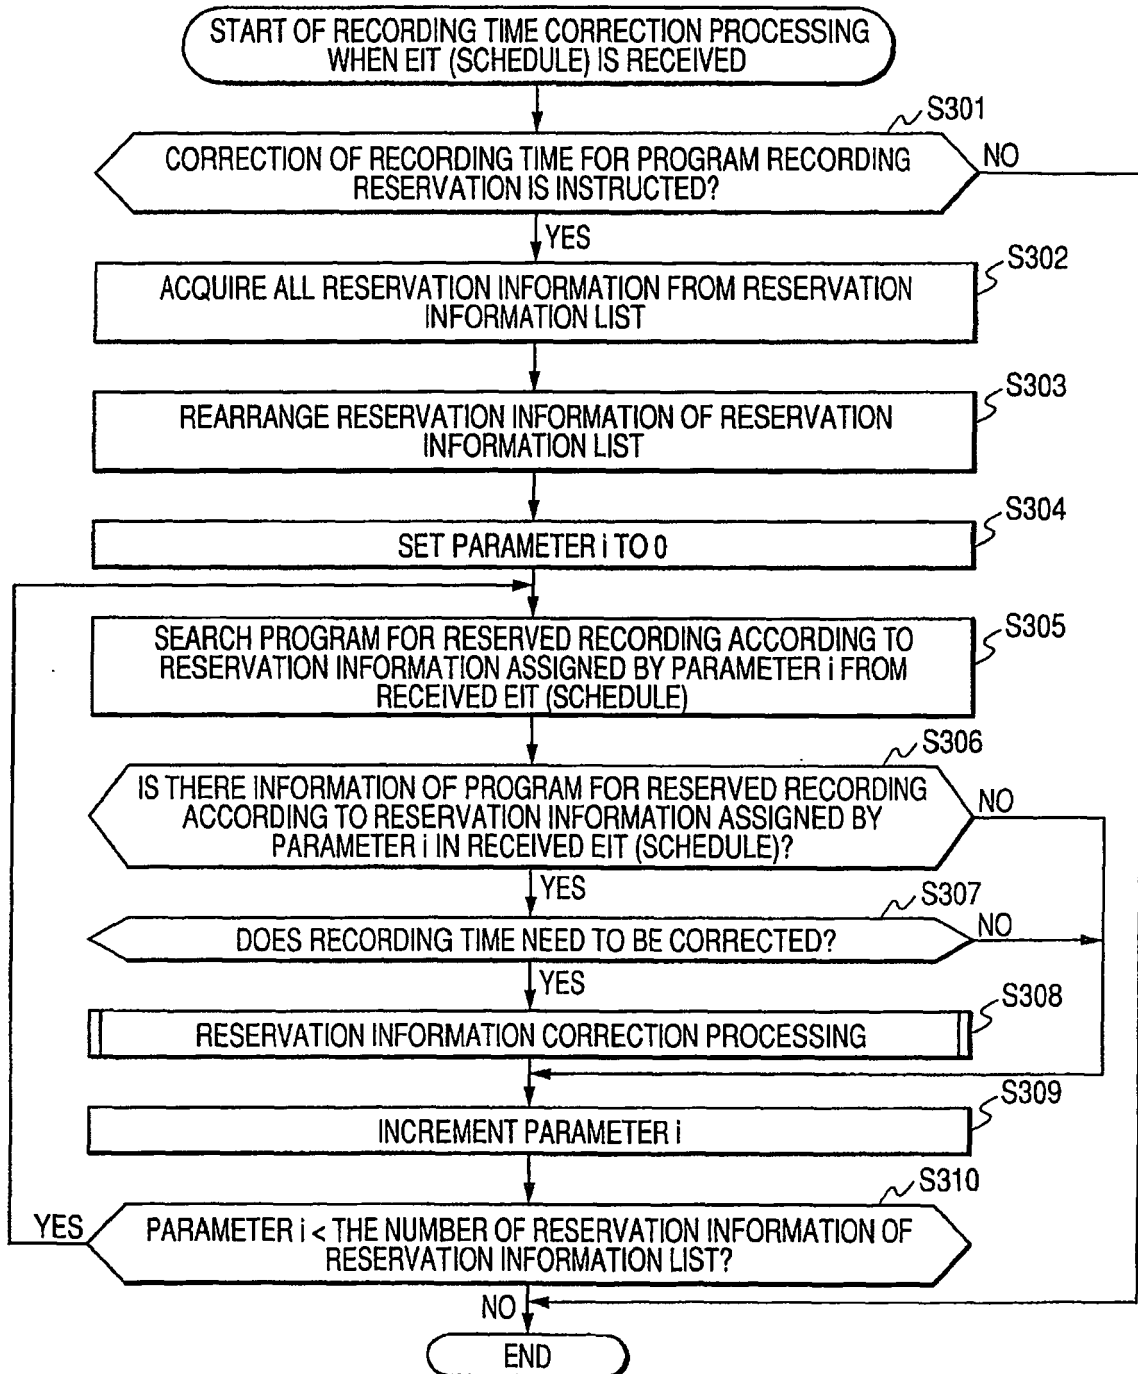 START OF RECORDING TIME CORRECTION PROCESSING
WHEN EIT (SCHEDULE) IS RECEIVED
S301
CORRECTION OF RECORDING TIME FOR PROGRAM RECORDING
RESERVATION IS INSTRUCTED?
NO
YES
S302
ACQUIRE ALL RESERVATION INFORMATION FROM RESERVATION
INFORMATION LIST
S303
REARRANGE RESERVATION INFORMATION OF RESERVATION
INFORMATION LIST
S304
SET PARAMETER i TO 0
S305
SEARCH PROGRAM FOR RESERVED RECORDING ACCORDING TO
RESERVATION INFORMATION ASSIGNED BY PARAMETER i FROM
RECEIVED EIT (SCHEDULE)
S306
IS THERE INFORMATION OF PROGRAM FOR RESERVED RECORDING
ACCORDING TO RESERVATION INFORMATION ASSIGNED BY
PARAMETER i IN RECEIVED EIT (SCHEDULE)?
NO
YES
S307
DOES RECORDING TIME NEED TO BE CORRECTED?
NO
YES
S308
RESERVATION INFORMATION CORRECTION PROCESSING
S309
INCREMENT PARAMETER i
S310
YES
PARAMETER i < THE NUMBER OF RESERVATION INFORMATION OF
RESERVATION INFORMATION LIST?
NO
END